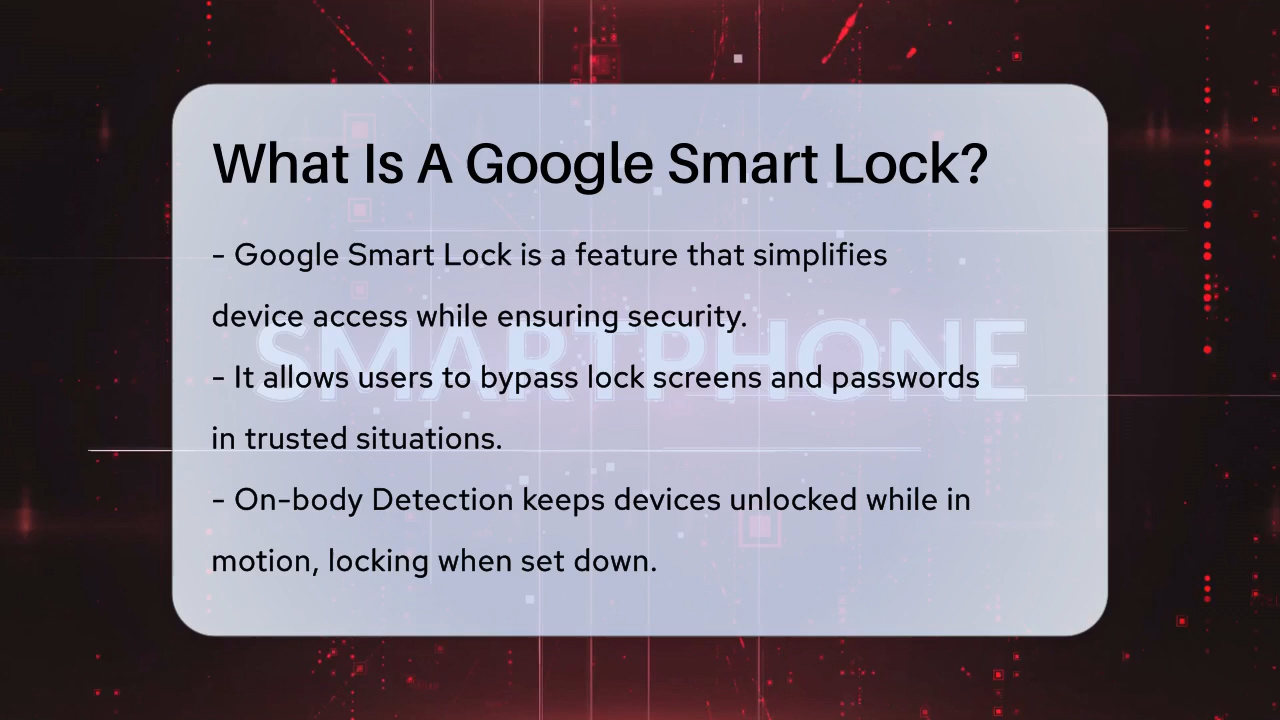 What Is A Google Smart Lock?
- Google Smart Lock is a feature that simplifies
device access while ensuring security.
SMARTPHONE
- It allows users to bypass lock screens and passwords
in trusted situations.
- On-body Detection keeps devices unlocked while in
motion, locking when set down.